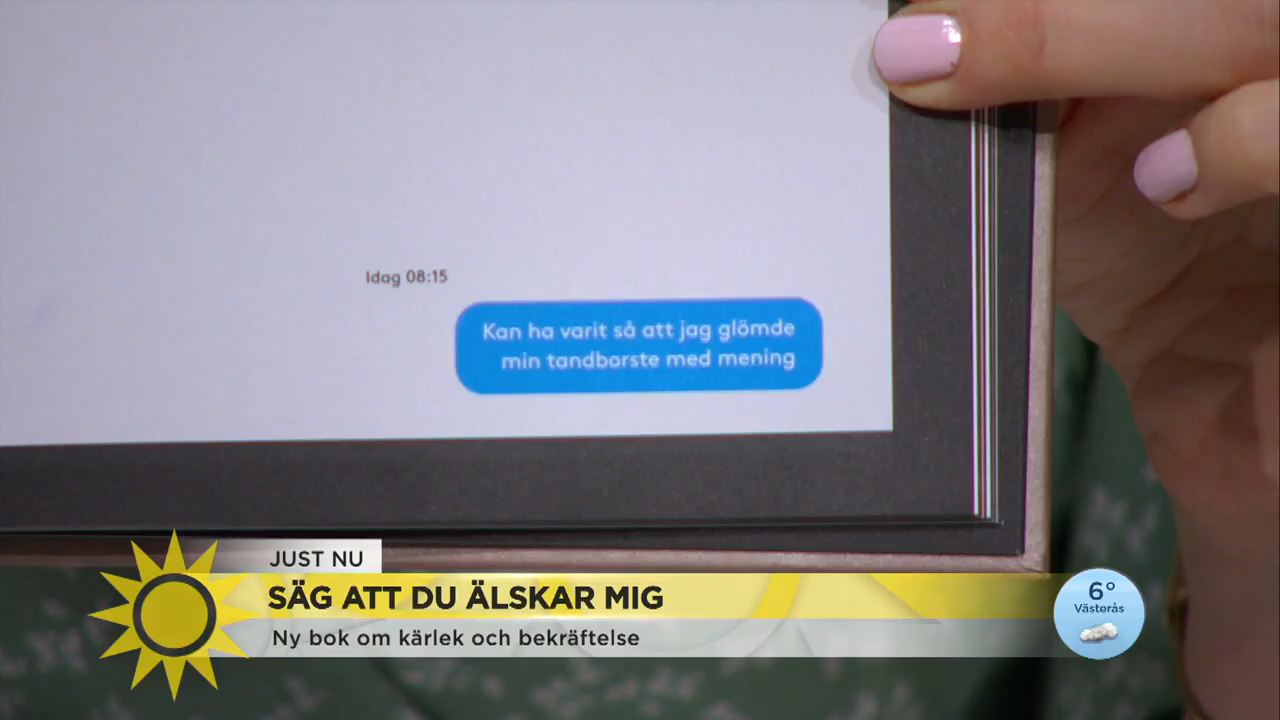 Idag 08:15
Kan ha varit så att jag glömde
min tandborste med mening
JUST NU
SÄG ATT DU ÄLSKAR MIG
Ny bok om kärlek och bekräftelse
6°
Västerås